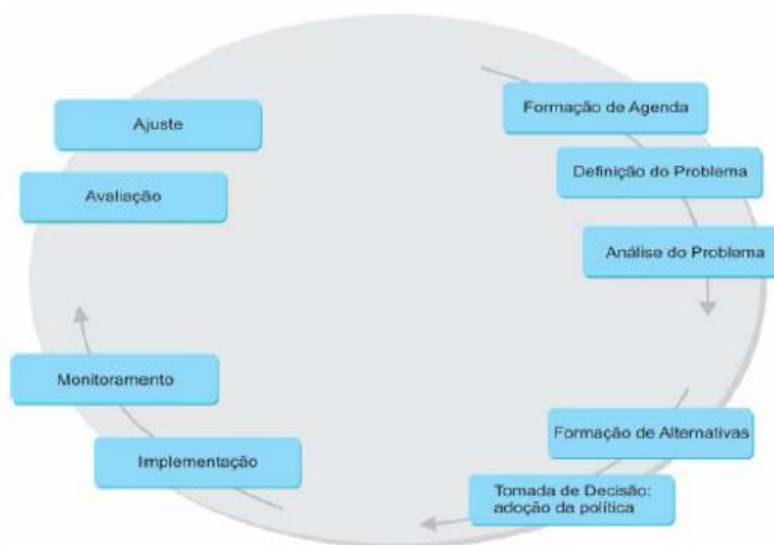 Formação de Agenda
Definição do Problema
Análise do Problema
Formação de Alternativas
Tomada de Decisão:
adoção da política
Implementação
Monitoramento
Avaliação
Ajuste